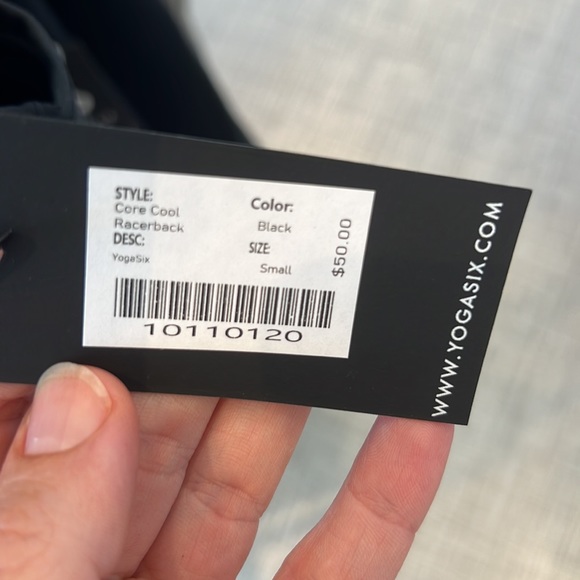 STYLE:
Core Cool
Racerback
DESC:
YogaSix
Color:
Black
SIZE:
Small
$50.00
10110120
WWW.YOGASIX.COM